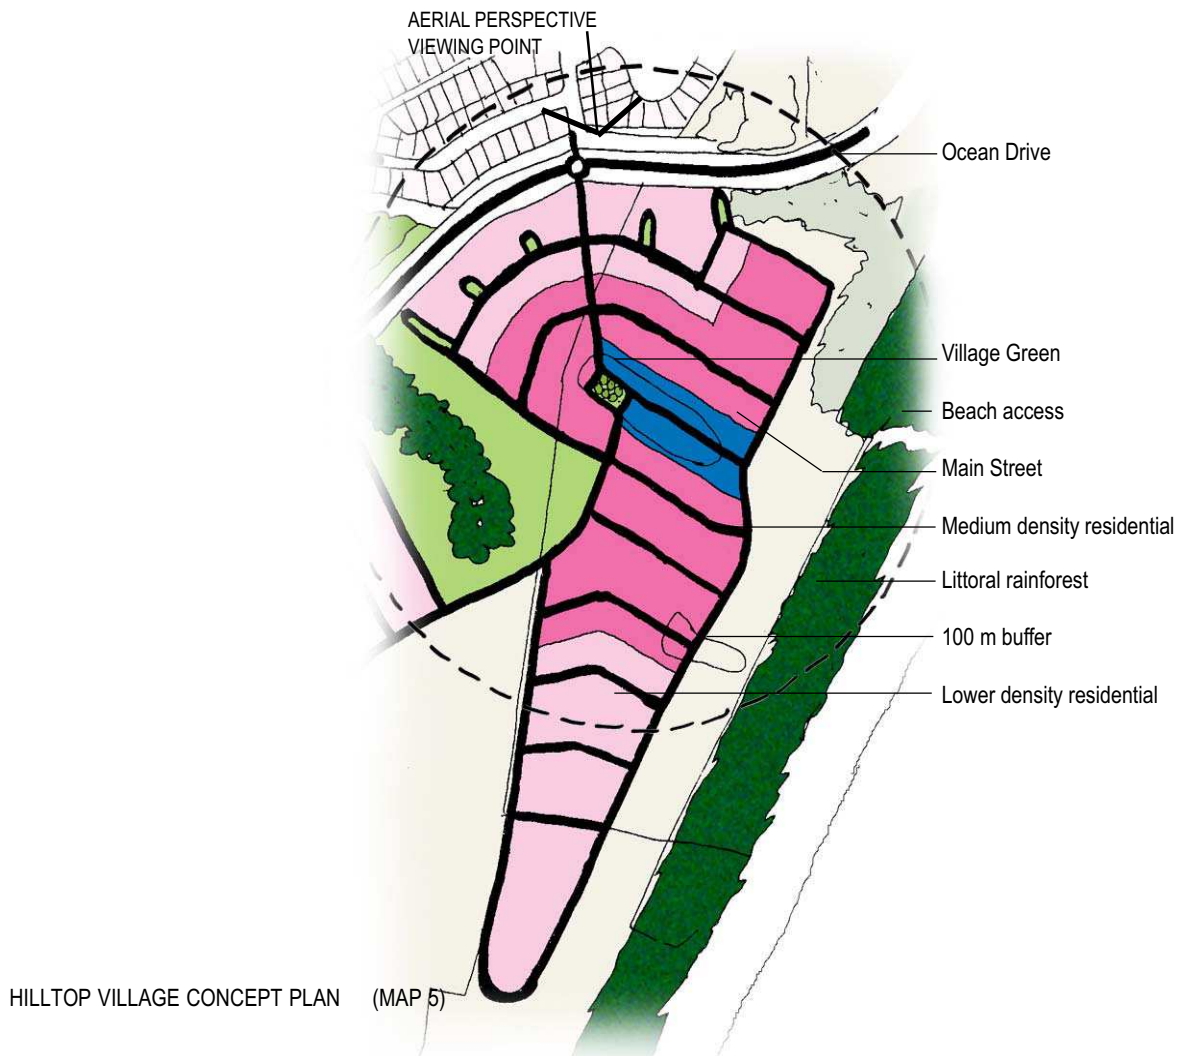 AERIAL PERSPECTIVE
VIEWING POINT
Ocean Drive
Village Green
Beach access
Main Street
Medium density residential
Littoral rainforest
100 m buffer
Lower density residential
HILLTOP VILLAGE CONCEPT PLAN (MAP 5)